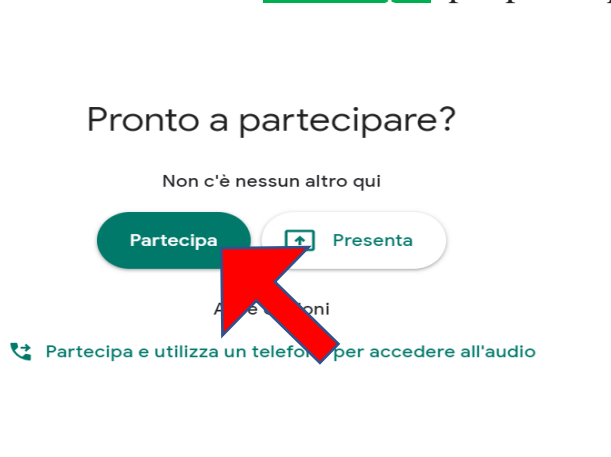 Pronto a partecipare?
Non c'è nessun altro qui
Partecipa
Presenta
Partecipa e utilizza un per accedere all'audio